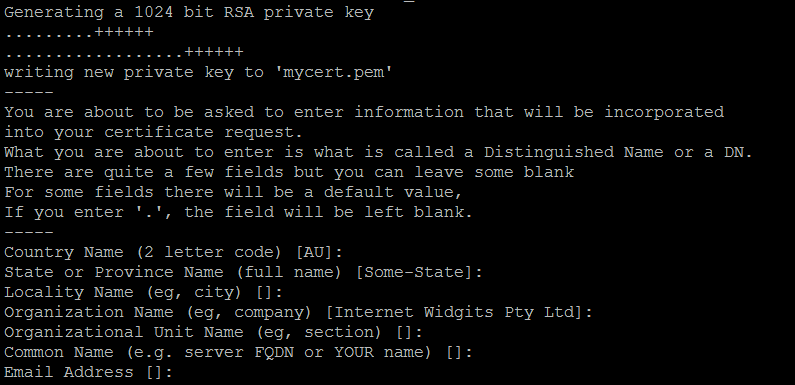 Generating a 1024 bit RSA private key
.........++++++
..................++++++
writing new private key to 'mycert.pem'
-----
You are about to be asked to enter information that will be incorporated
into your certificate request.
What you are about to enter is what is called a Distinguished Name or a DN.
There are quite a few fields but you can leave some blank
For some fields there will be a default value,
If you enter '.', the field will be left blank.
-----
Country Name (2 letter code) [AU]:
State or Province Name (full name) [Some-State]:
Locality Name (eg, city) []:
Organization Name (eg, company) [Internet Widgits Pty Ltd]:
Organizational Unit Name (eg, section) []:
Common Name (e.g. server FQDN or YOUR name) []:
Email Address []: